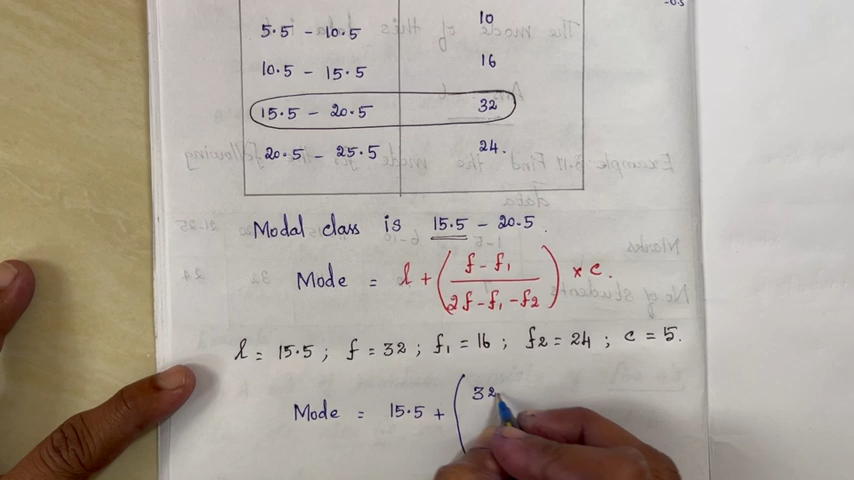 -0.5
5.5 - 10.5 10
10.5 - 15.5 16
15.5 - 20.5 32
20.5 - 25.5 24.
Modal class is 15.5 - 20.5.
Mode = l + ( f - f₁ / 2f - f₁ - f₂ ) × c.
l = 15.5 ; f = 32 ; f₁ = 16 ; f₂ = 24 ; c = 5.
Mode = 15.5 + ( 32